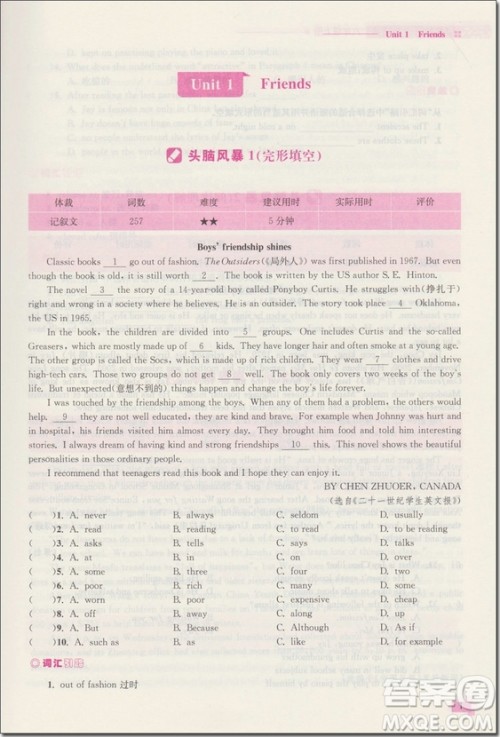 Unit 1 Friends
Unit 1 Friends
头脑风暴 1(完形填空)
体裁 词数 难度 建议用时 实际用时 评价
记叙文 257 ★★ 5 分钟
Boys' friendship shines
Classic books 1 go out of fashion. The Outsiders(《局外人》) was first published in 1967. Even
though the book is old, it is still worth 2 . The book is written by the US author S. E. Hinton.
The novel 3 the story of a 14-year-old boy called Ponyboy Curtis. He struggles with(挣扎于)
right and wrong in a society where he believes. He is an outsider. The story took place 4 Oklahoma,
the US in 1965.
In the book, the children are divided into 5 groups. One includes Curtis and the so-called
Greasers, which are mostly made up of 6 kids. They have longer hair and often smoke at a young age.
The other group is called the Socs, which is made up of rich children. They wear 7 clothes and often
drive cars to school. Those two groups do not get 8 well. The book only covers two weeks of the boy's
life. But unexpected(意想不到的) things happen and change the boy's life forever.
I was touched by the friendship among the boys. When any of them had a problem, the others would
help. 9 they were mostly poor, they had strong friendships. For example when Johnny was hurt and
in hospital, his friends visited him almost every day. They brought him food and told him interesting
stories. I always dream of having kind and strong friendships 10 this. This novel shows the beautiful
personalities in those ordinary people.
I recommend that teenagers read this book and I hope they can enjoy it.
BY CHEN ZHUOER, CANADA
(选自《二十一世纪学生英文报》)
( )1. A. never B. always C. seldom D. usually
( )2. A. read B. reading C. to read D. to be reading
( )3. A. asks B. tells C. talks D. says
( )4. A. at B. in C. on D. to
( )5. A. some B. three C. two D. four
( )6. A. poor B. rich C. clever D. smart
( )7. A. worn B. poor C. expensive D. cheap
( )8. A. off B. away C. along D. up
( )9. A. But B. Because C. Although D. As
( )10. A. such as B. as C. like D. for example
词汇
1. out of fashion 过时
答案圈
MXQE.COM